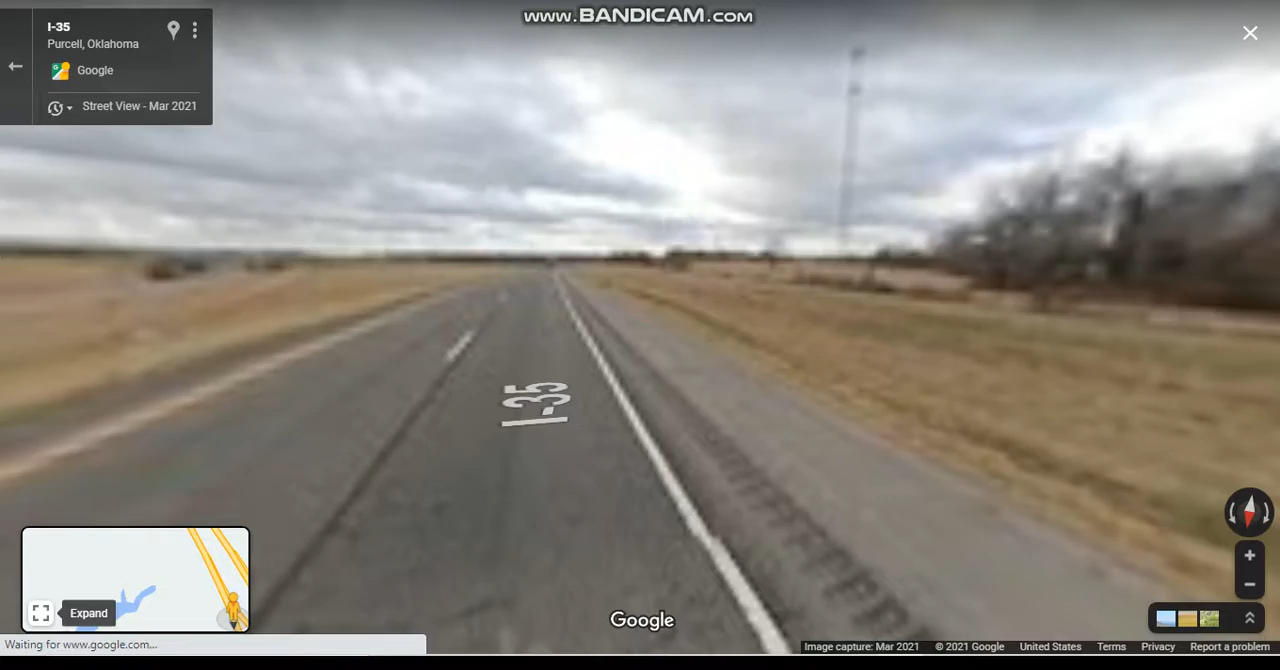 www.BANDICAM.com
I-35
Purcell, Oklahoma
Google
Street View - Mar 2021
I-35
Expand
Google
Waiting for www.google.com...
Image capture: Mar 2021 © 2021 Google United States Terms Privacy Report a problem